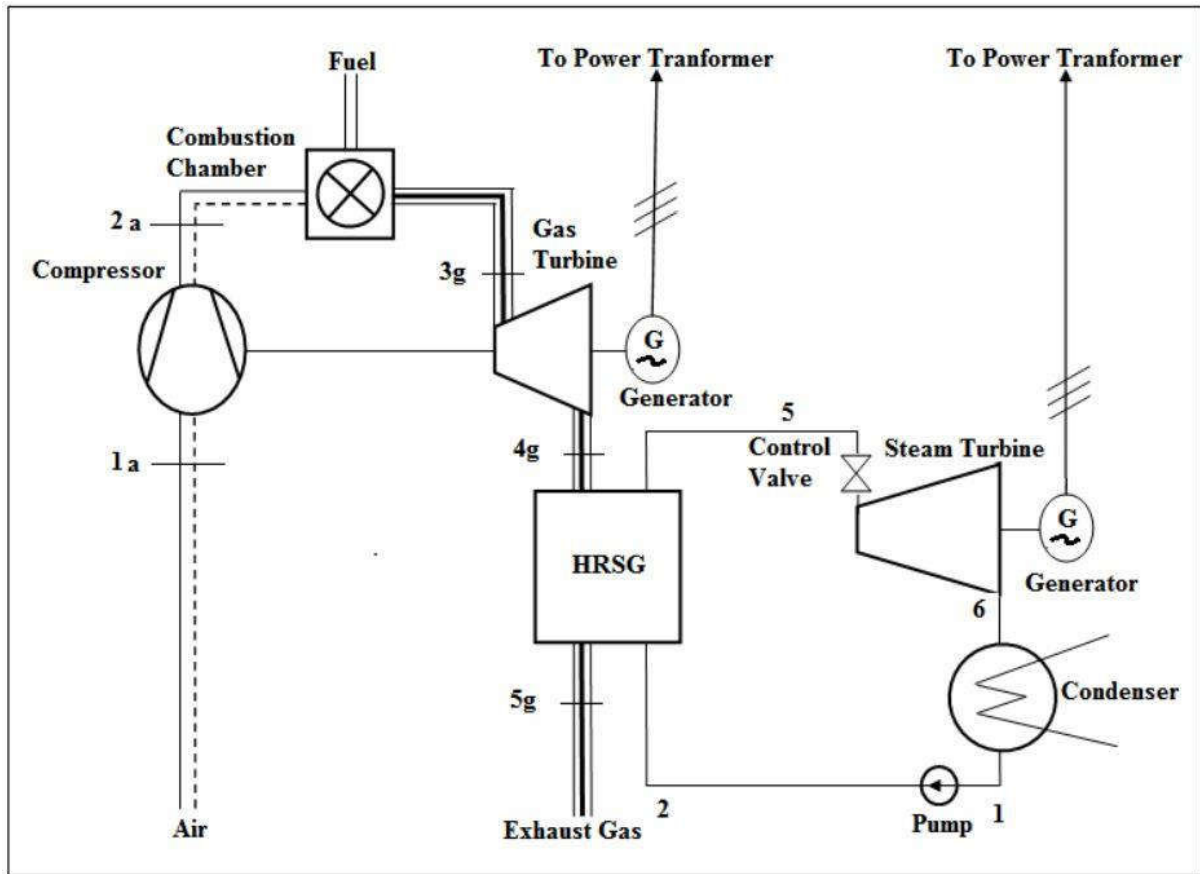 Fuel
To Power Tranformer
To Power Tranformer
Combustion
Chamber
2 a
Gas
Turbine
Compressor
3g
G
Generator
5
1 a
4g
Control
Valve
Steam Turbine
G
HRSG
Generator
6
5g
Condenser
2
1
Pump
Air
Exhaust Gas